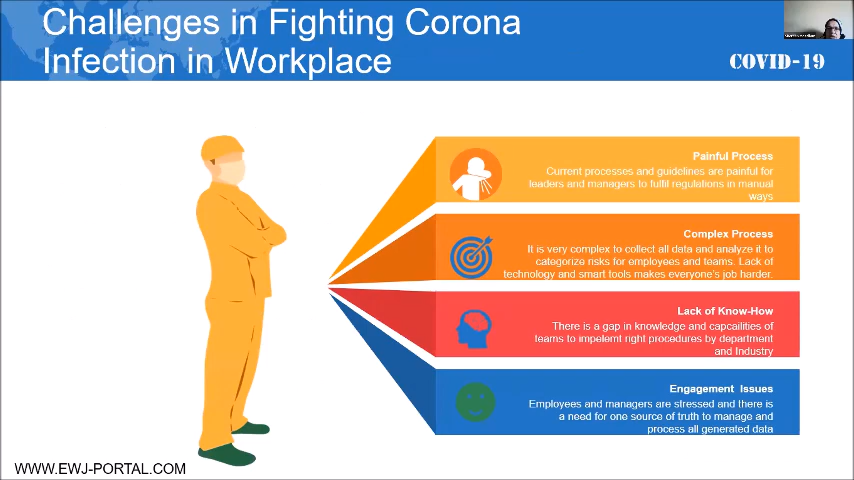 Challenges in Fighting Corona
Infection in Workplace
COVID-19
Painful Process
Current processes and guidelines are painful for
leaders and managers to fulfil regulations in manual
ways
Complex Process
It is very complex to collect all data and analyze it to
categorize risks for employees and teams. Lack of
technology and smart tools makes everyone's job harder.
Lack of Know-How
There is a gap in knowledge and capcailities of
teams to impelemt right procedures by department
and Industry
Engagement Issues
Employees and managers are stressed and there is
a need for one source of truth to manage and
process all generated data
WWW.EWJ-PORTAL.COM